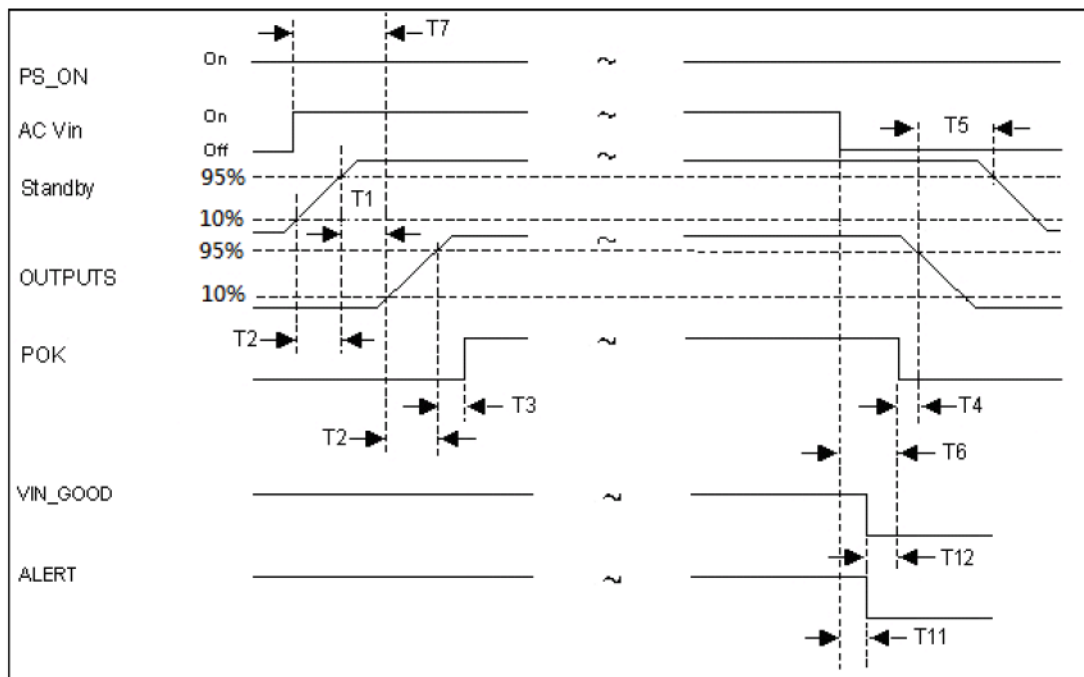 T7
On
PS_ON
On
AC Vin
Off
T5
95%
Standby
T1
10%
95%
OUTPUTS
10%
T2
POK
T3
T4
T2
T6
VIN_GOOD
T12
ALERT
T11